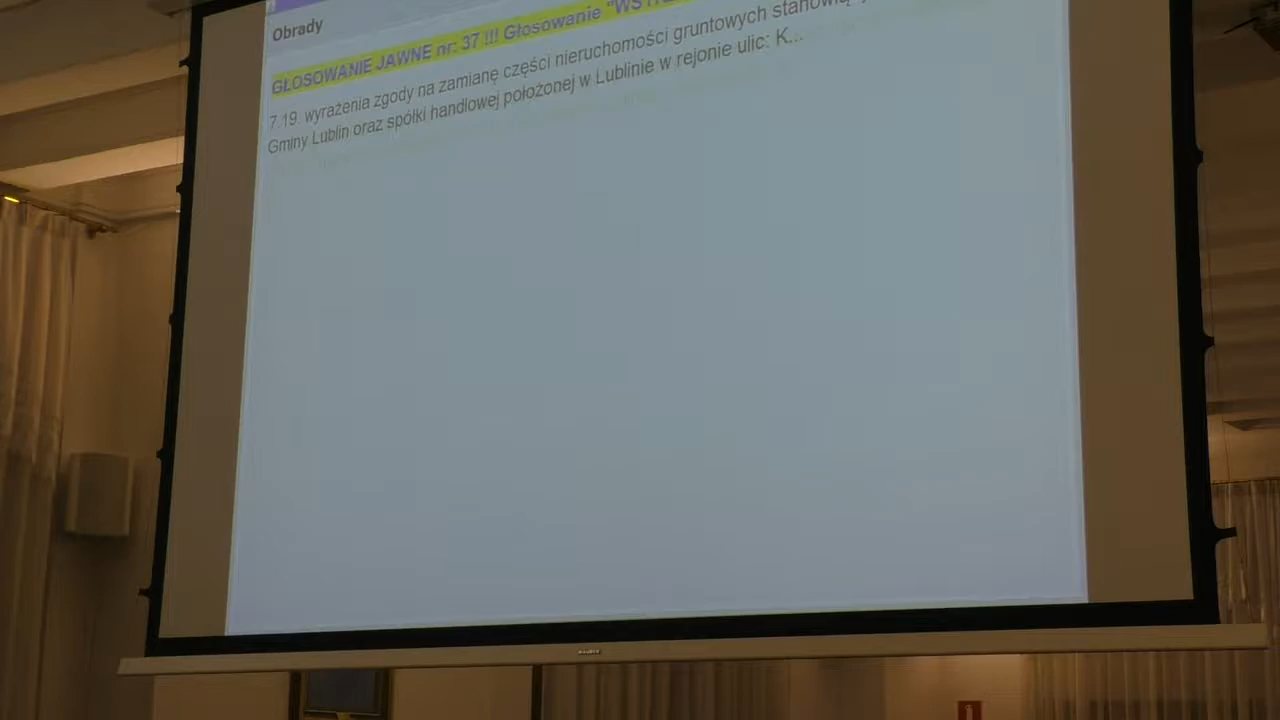 Obrady
GŁOSOWANIE JAWNE nr: 37 !!! Głosowanie
7.19. wyrażenia zgody na zamianę części nieruchomości gruntowych
Gminy Lublin oraz spółki handlowej położonej w Lublinie w rejonie ulic: K...